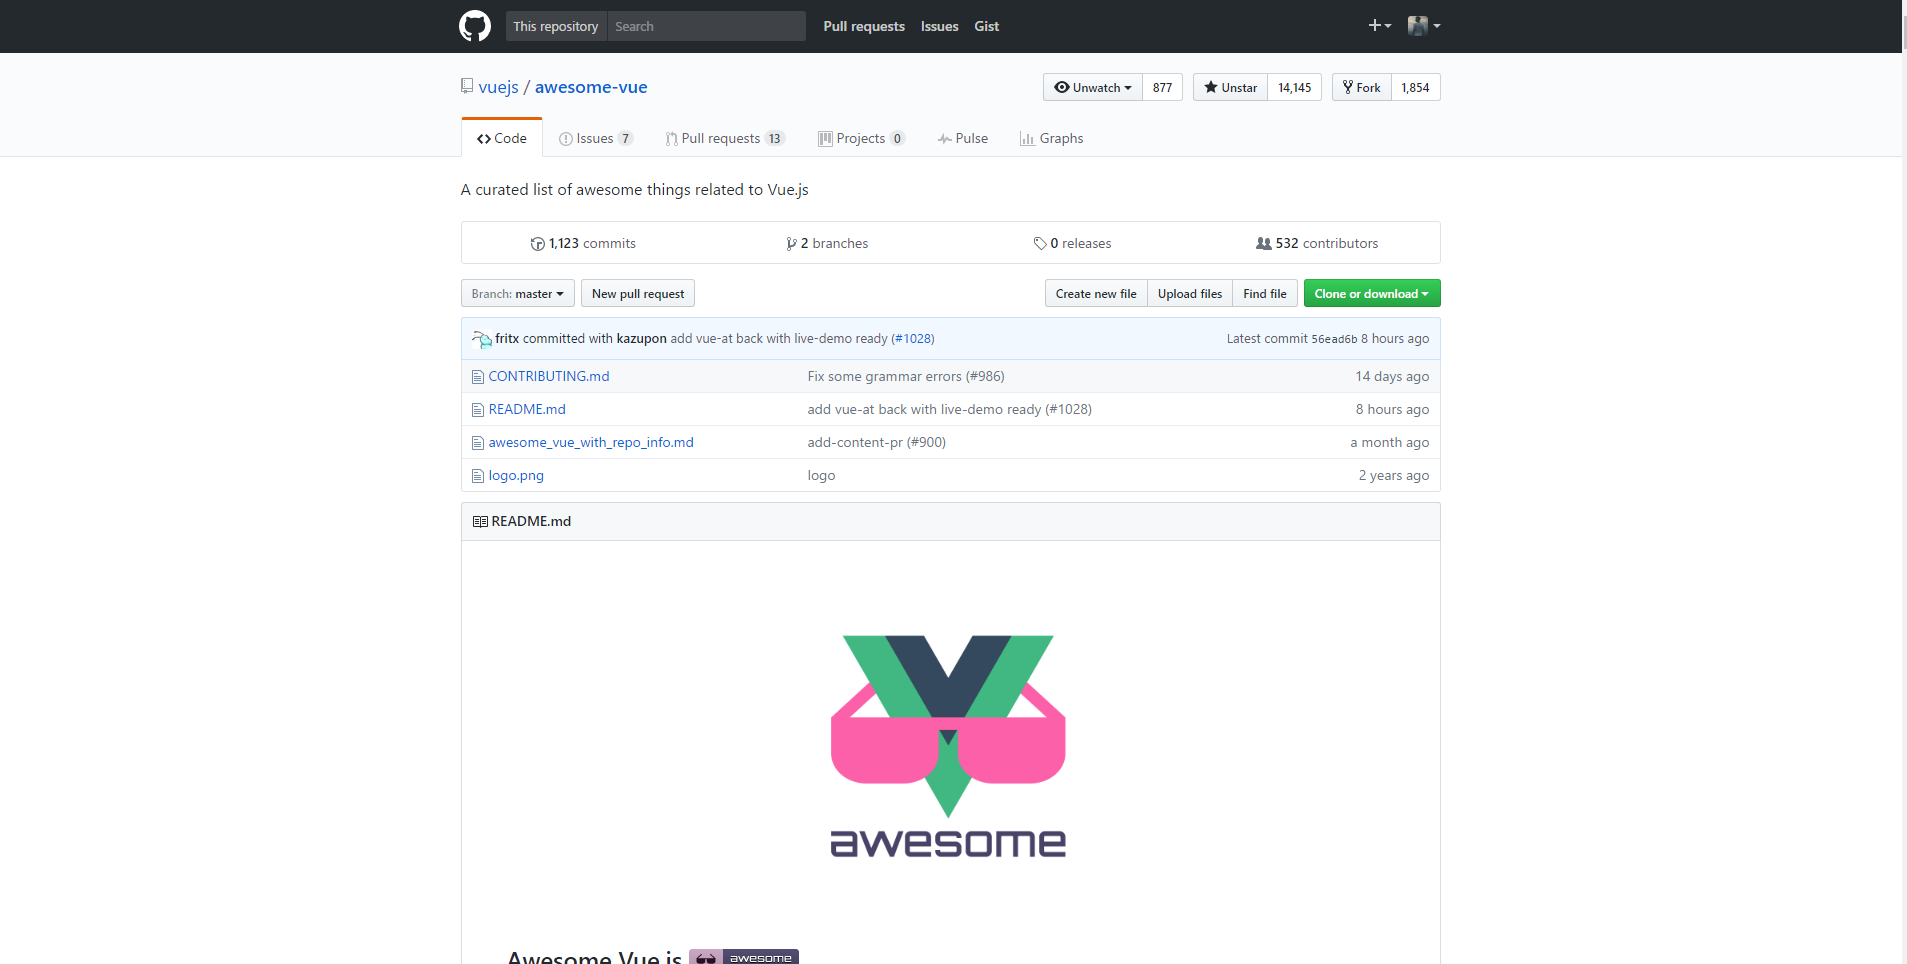 This repository Search Pull requests Issues Gist
vuejs / awesome-vue Unwatch 877 Unstar 14,145 Fork 1,854
Code Issues 7 Pull requests 13 Projects 0 Pulse Graphs
A curated list of awesome things related to Vue.js
1,123 commits 2 branches 0 releases 532 contributors
Branch: master New pull request Create new file Upload files Find file Clone or download
fritx committed with kazupon add vue-at back with live-demo ready (#1028) Latest commit 56ead6b 8 hours ago
CONTRIBUTING.md Fix some grammar errors (#986) 14 days ago
README.md add vue-at back with live-demo ready (#1028) 8 hours ago
awesome_vue_with_repo_info.md add-content-pr (#900) a month ago
logo.png logo 2 years ago
README.md
awesome
Awesome Vue.js awesome